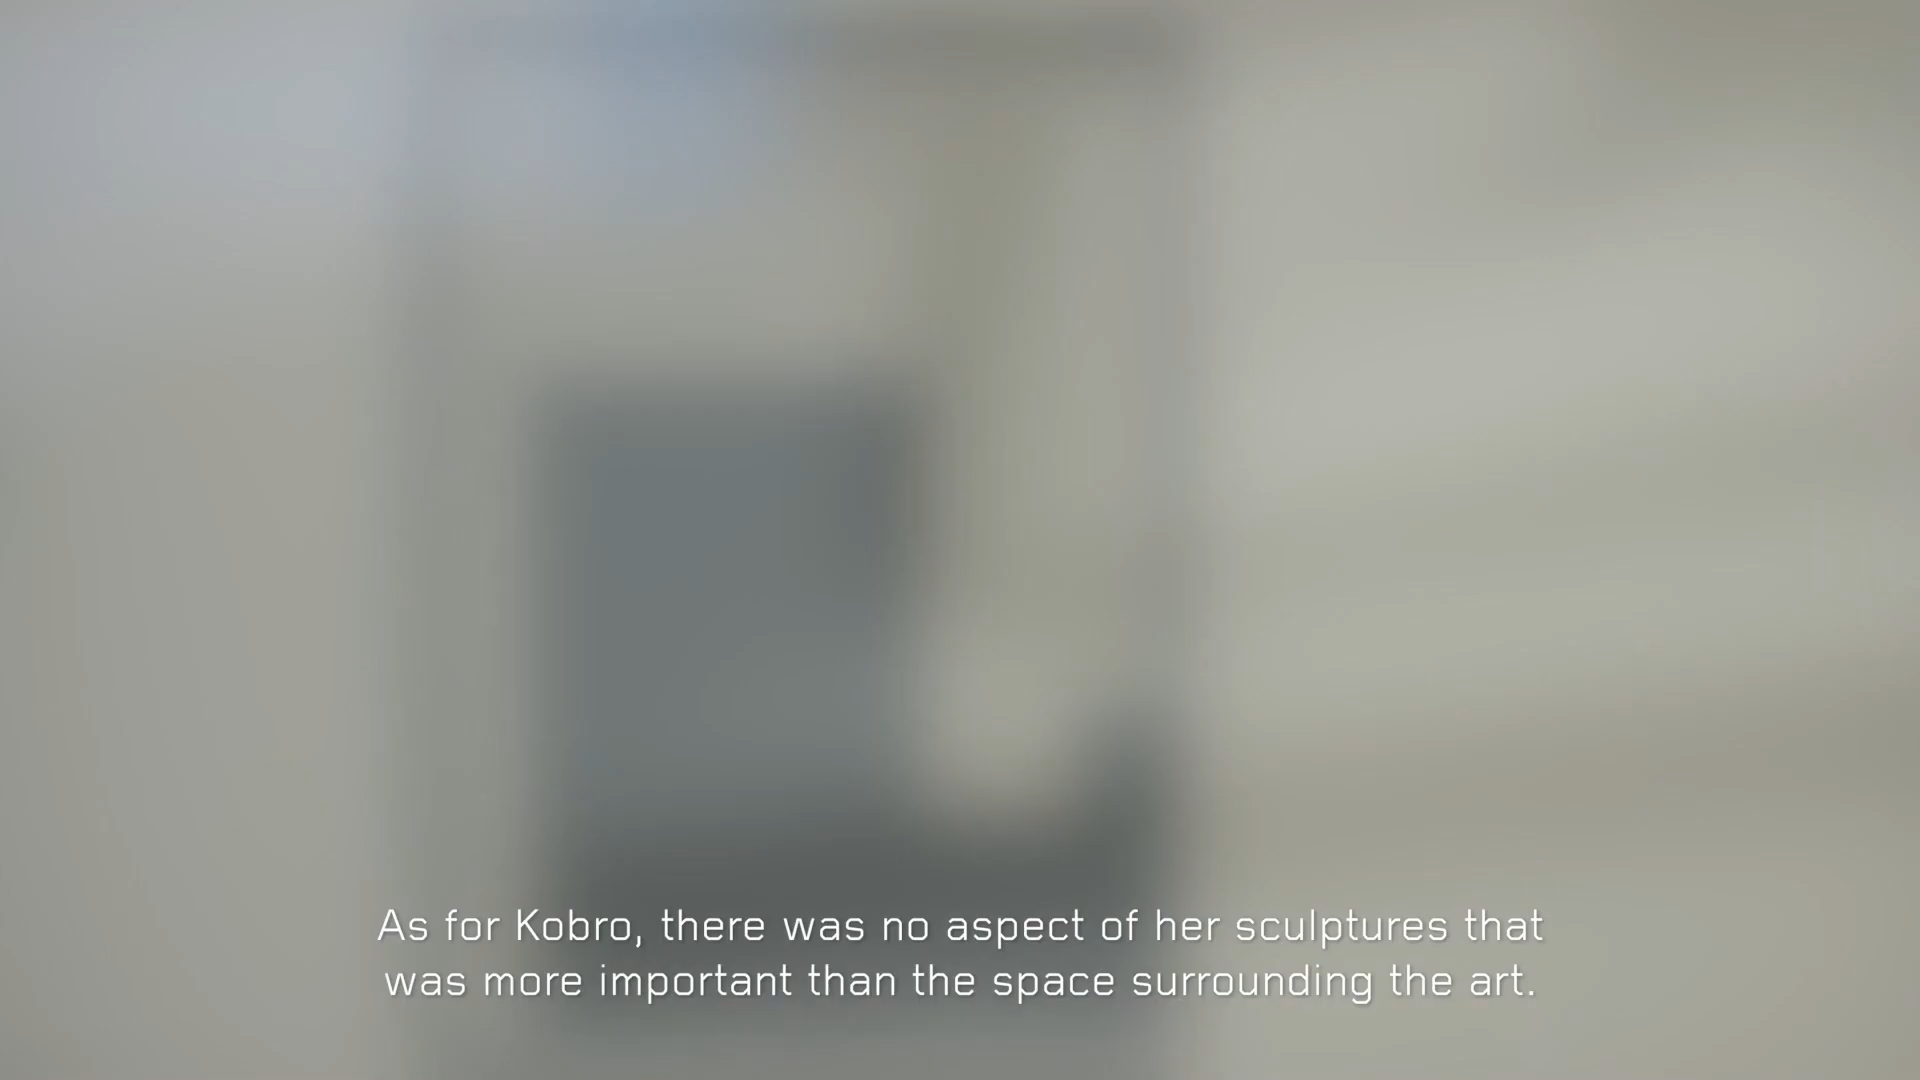 As for Kobro, there was no aspect of her sculptures that
was more important than the space surrounding the art.